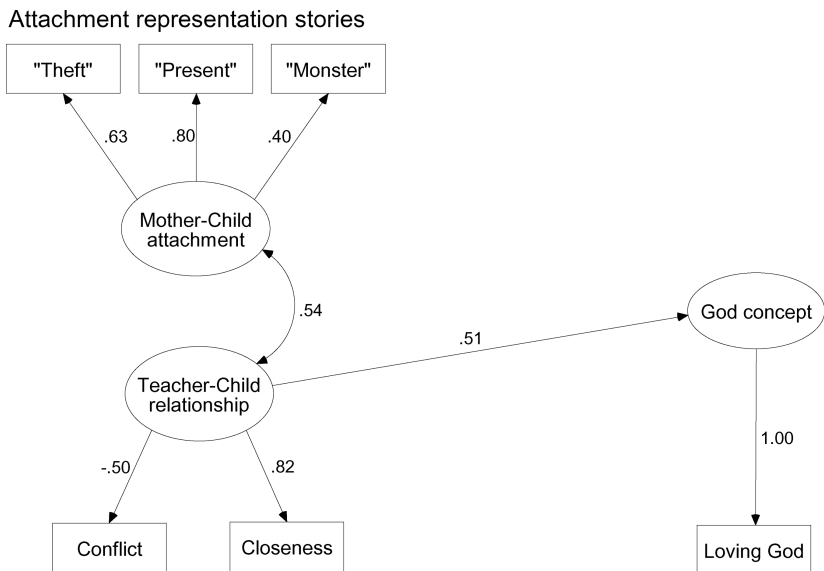 Attachment representation stories
"Theft"
"Present"
"Monster"
.63
.80
.40
Mother-Child
attachment
.54
God concept
.51
Teacher-Child
relationship
1.00
-.50
.82
Conflict
Closeness
Loving God